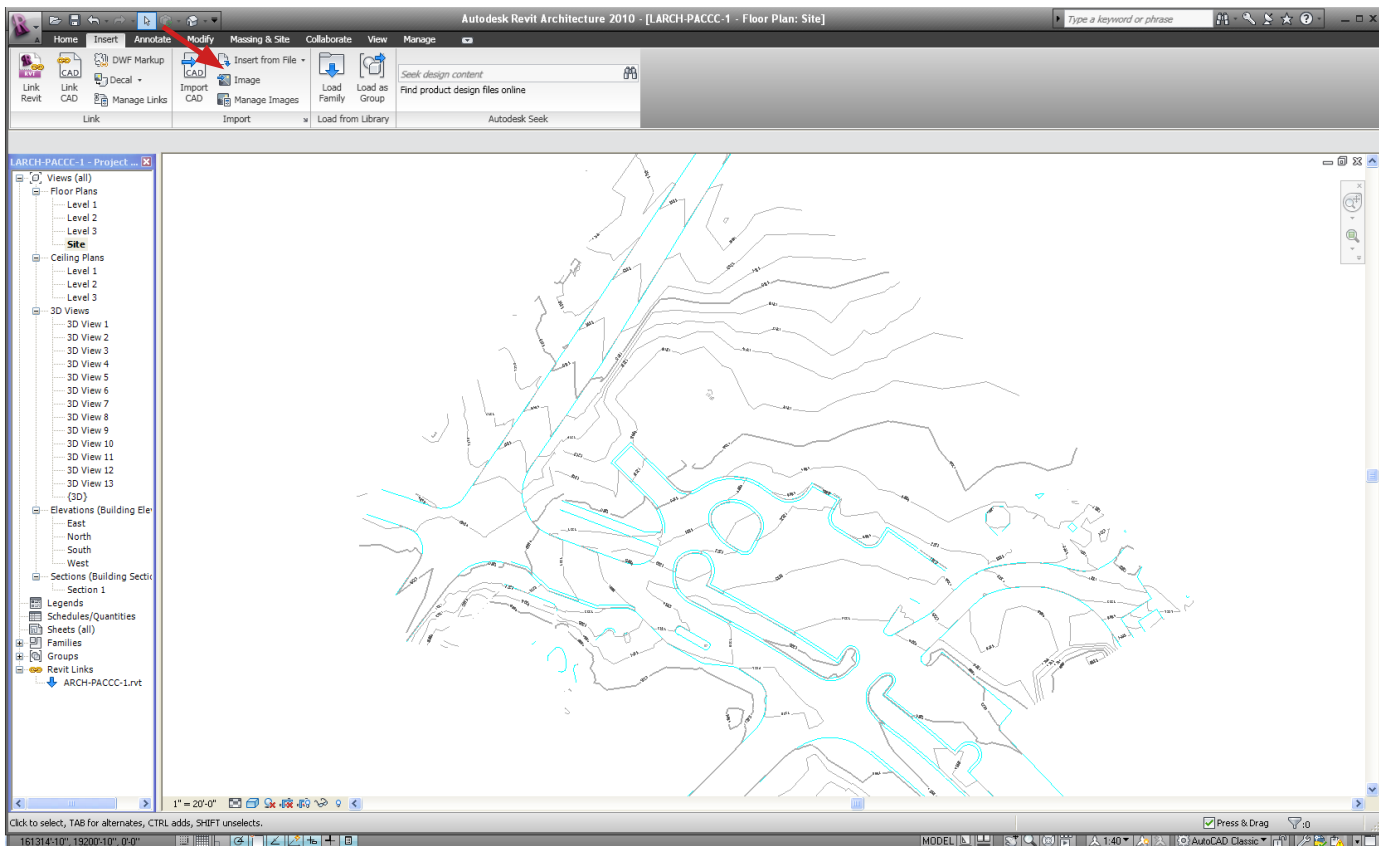 Autodesk Revit Architecture 2010 - [LARCH-PACCC-1 - Floor Plan: Site]
Type a keyword or phrase
Home Insert Annotate Modify Massing & Site Collaborate View Manage
Link Revit
Link CAD
DWF Markup
Decal
Manage Links
Import CAD
Insert from File
Image
Manage Images
Load Family
Load as Group
Seek design content
Find product design files online
Link Import Load from Library Autodesk Seek
LARCH-PACCC-1 - Project ...
Views (all)
Floor Plans
Level 1
Level 2
Level 3
Site
Ceiling Plans
Level 1
Level 2
Level 3
3D Views
3D View 1
3D View 2
3D View 3
3D View 4
3D View 5
3D View 6
3D View 7
3D View 8
3D View 9
3D View 10
3D View 11
3D View 12
3D View 13
{3D}
Elevations (Building Elev
East
North
South
West
Sections (Building Sectio
Section 1
Legends
Schedules/Quantities
Sheets (all)
Families
Groups
Revit Links
ARCH-PACCC-1.rvt
1" = 20'-0"
Click to select, TAB for alternates, CTRL adds, SHIFT unselects.
Press & Drag :0
161314'-10", 19200'-10", 0'-0" MODEL 1:40 AutoCAD Classic